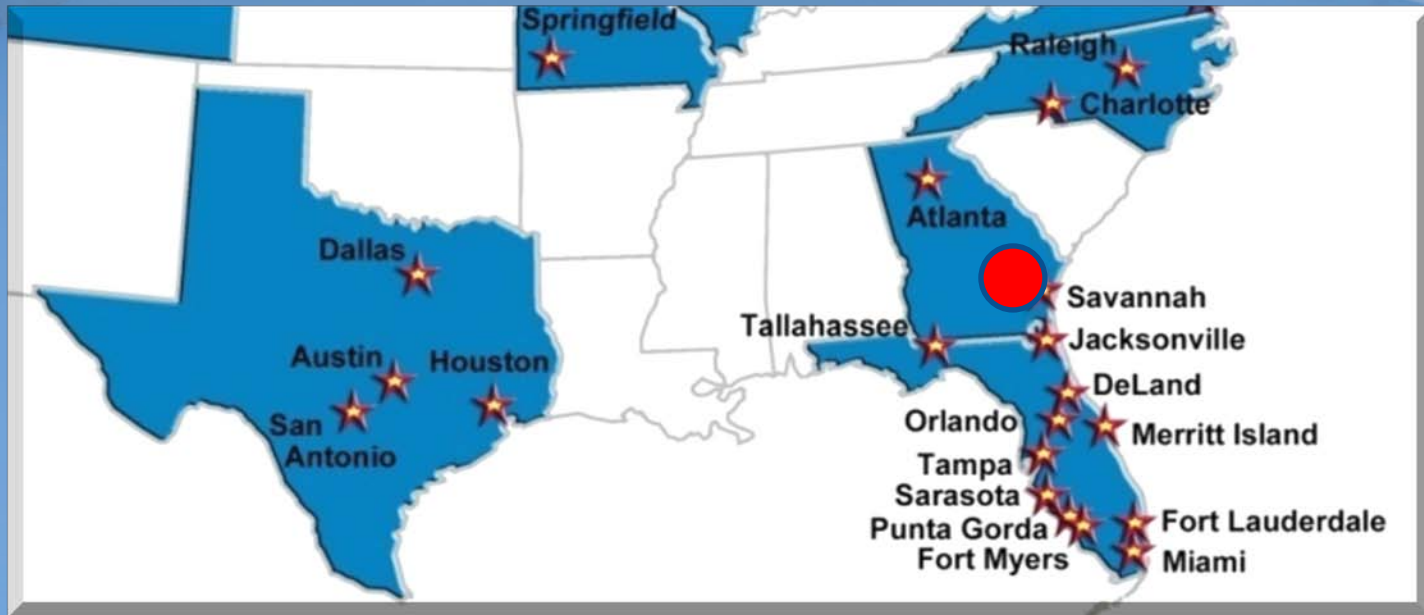 Springfield
Raleigh
Charlotte
Atlanta
Dallas
Savannah
Tallahassee
Jacksonville
Austin
Houston
DeLand
San
Antonio
Orlando
Merritt Island
Tampa
Sarasota
Punta Gorda
Fort Lauderdale
Fort Myers
Miami